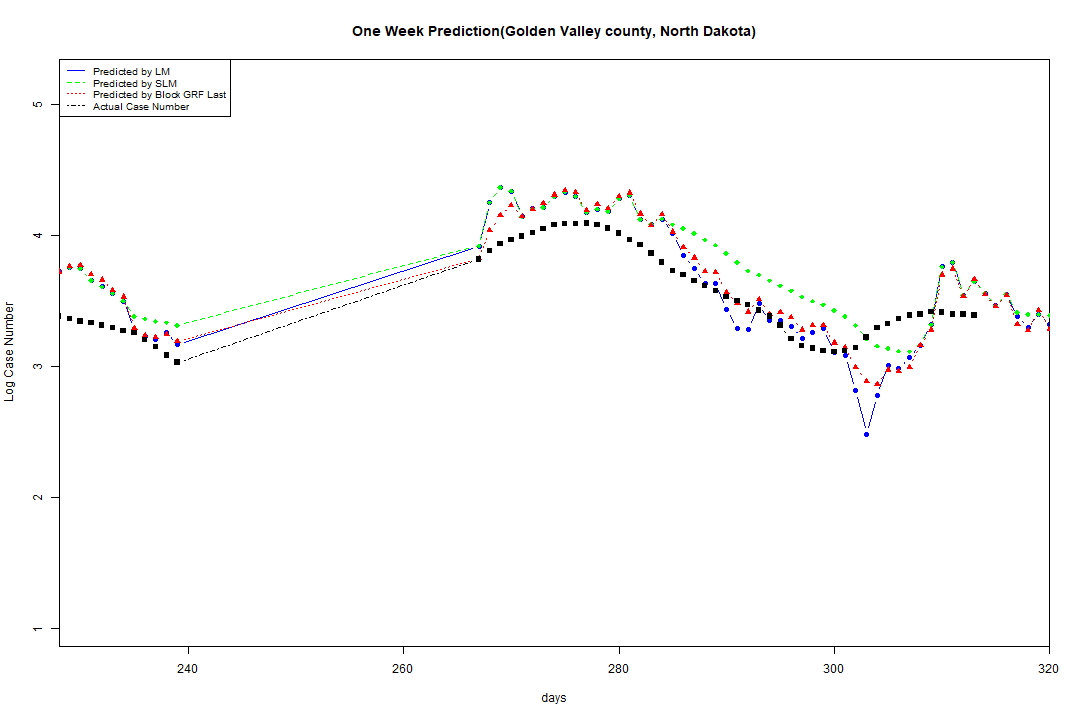 One Week Prediction(Golden Valley county, North Dakota)
Predicted by LM
Predicted by SLM
Predicted by Block GRF Last
Actual Case Number
5
4
3
2
1
Log Case Number
240 260 280 300 320
days